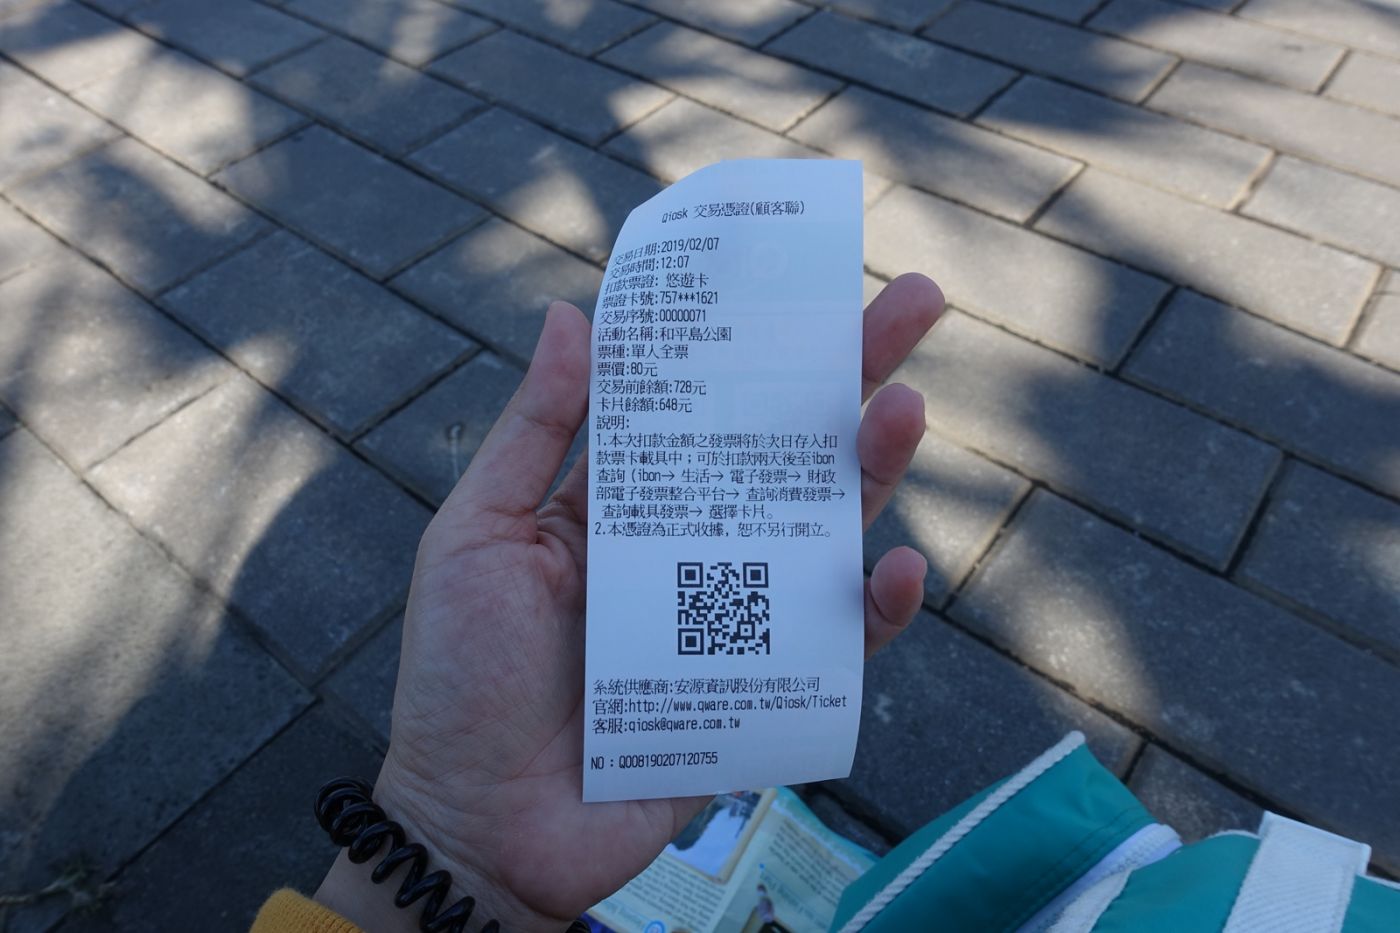 Qiosk 交易憑證(顧客聯)
交易日期:2019/02/07
交易時間:12:07
扣款票證: 悠遊卡
票證卡號:757***1621
交易序號:00000071
活動名稱:和平島公園
票種:單人全票
票價:80元
交易前餘額:728元
卡片餘額:648元
說明:
1.本次扣款金額之發票將於次日存入扣
款票卡載具中；可於扣款兩天後至ibon
查詢 (ibon→ 生活→ 電子發票→ 財政
部電子發票整合平台→ 查詢消費發票→
查詢載具發票→ 選擇卡片。
2.本憑證為正式收據，恕不另行開立。
系統供應商:安源資訊股份有限公司
官網:http://www.qware.com.tw/Qiosk/Ticket
客服:qiosk@qware.com.tw
NO：Q008190207120755